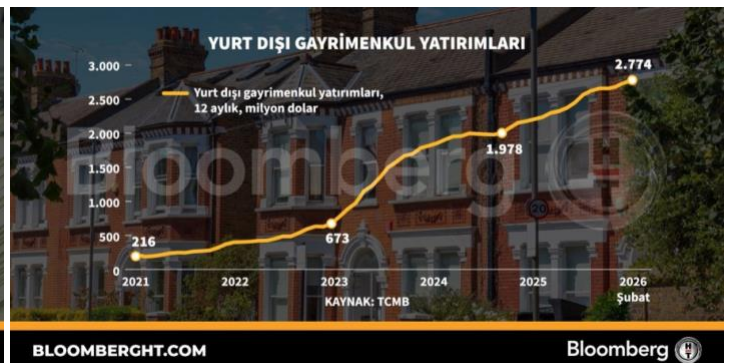 YURT DIŞI GAYRİMENKUL YATIRIMLARI
3.000
2.500
2.000
1.500
1.000
500
0
Yurt dışı gayrimenkul yatırımları,
12 aylık, milyon dolar
216
673
1.978
2.774
2021
2022
2023
2024
2025
2026
Şubat
KAYNAK: TCMB
Bloomberg
20
BLOOMBERGHT.COM
Bloomberg HT